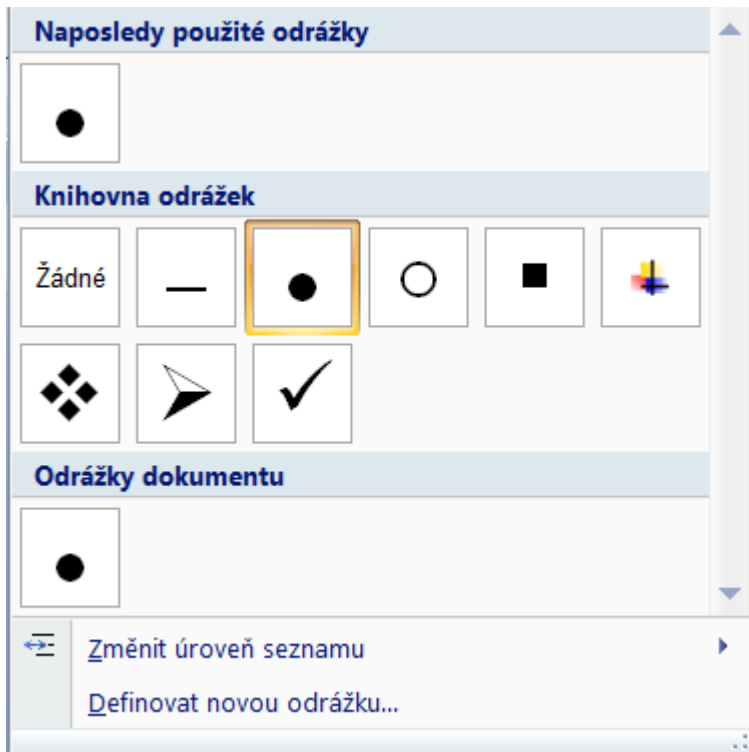 Naposledy použité odrážky
Knihovna odrážek
Žádné
Odrážky dokumentu
Změnit úroveň seznamu
Definovat novou odrážku...